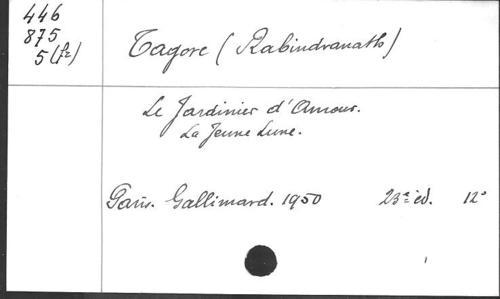 446
875
5 (fr)
Tagore (Rabindranath)
Le Jardinier d'Amour.
La Jeune Lune.
Paris. Gallimard. 1950 23e éd. 12°